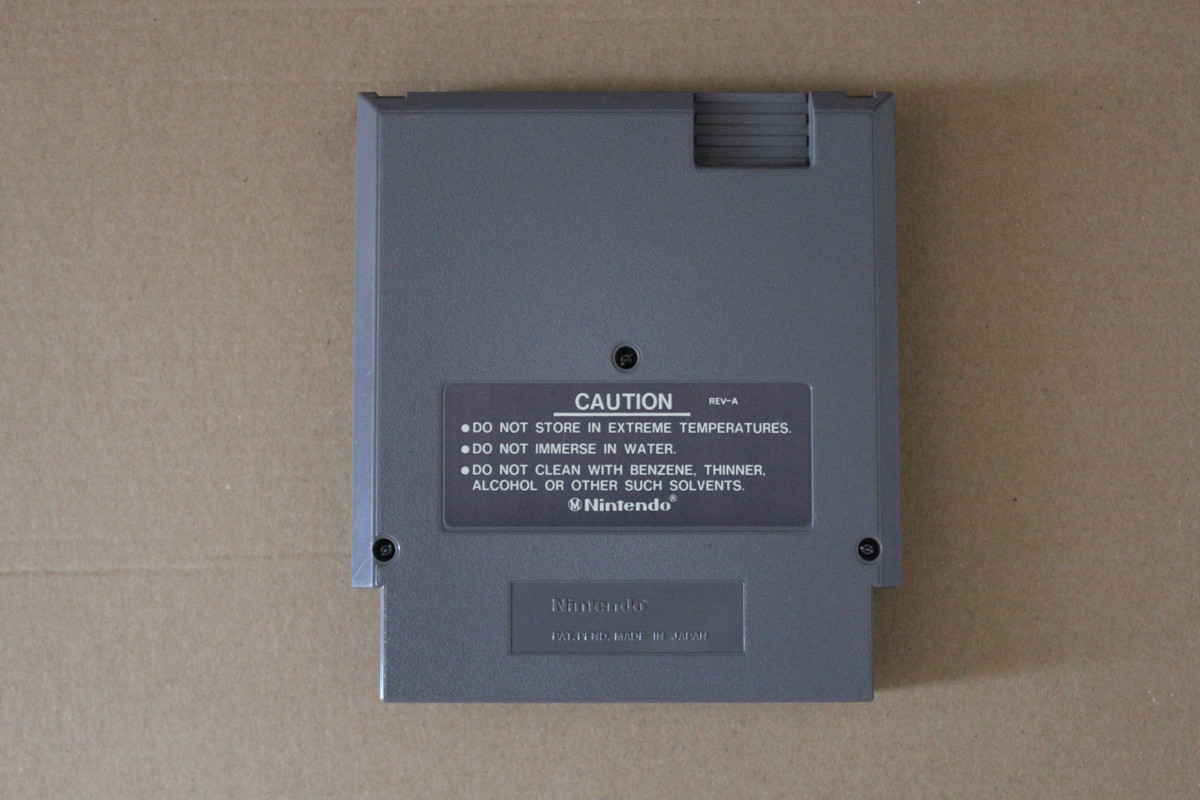 CAUTION REV-A
●DO NOT STORE IN EXTREME TEMPERATURES.
●DO NOT IMMERSE IN WATER.
●DO NOT CLEAN WITH BENZENE, THINNER,
ALCOHOL OR OTHER SUCH SOLVENTS.
Ⓜ Nintendo®
Nintendo®
PAT. PEND. MADE IN JAPAN